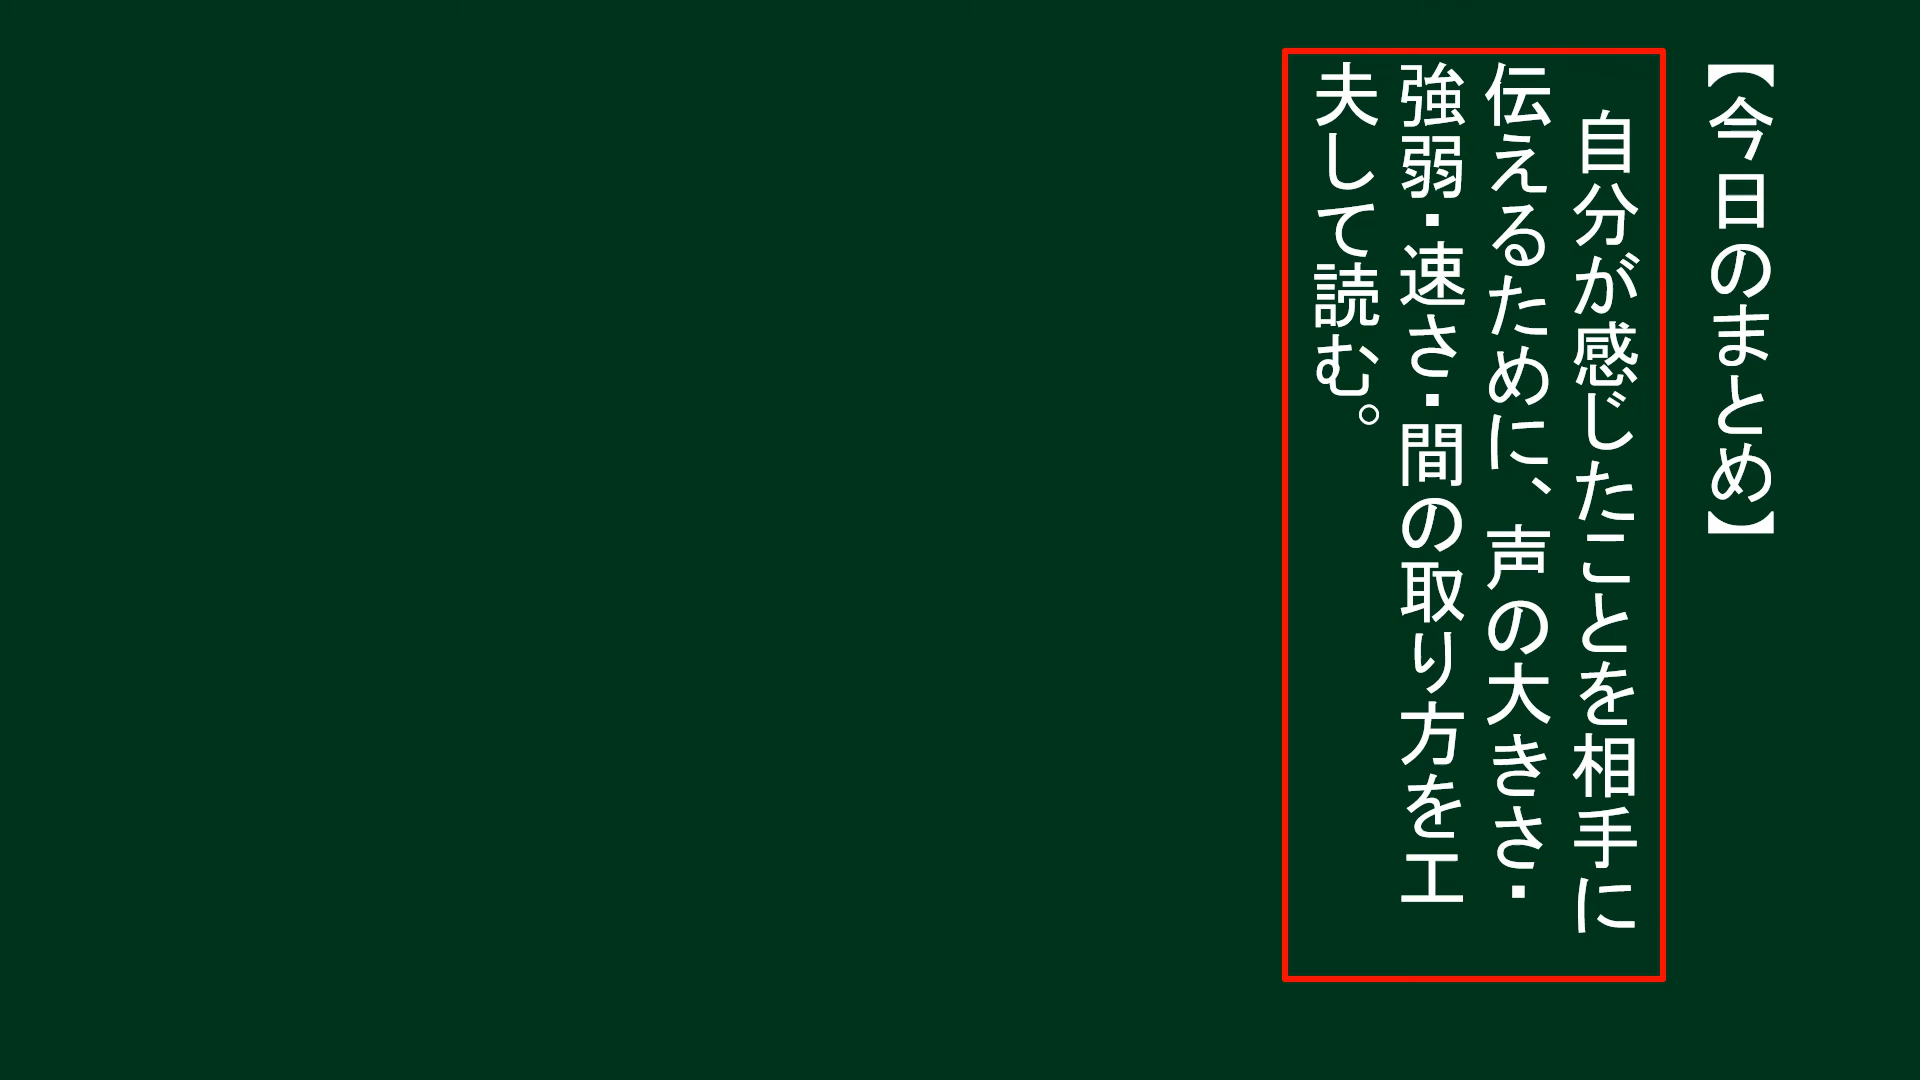 【今日のまとめ】
　自分が感じたことを相手に
伝えるために、声の大きさ・
強弱・速さ・間の取り方を工
夫して読む。